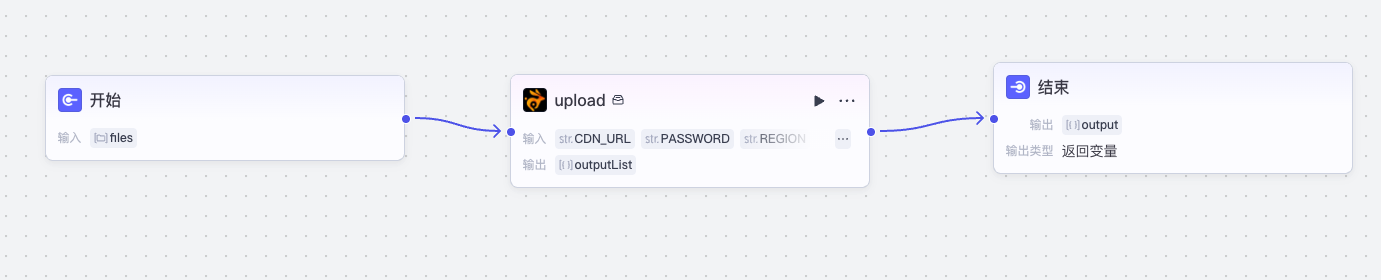 开始
输入 files
upload
输入 str. CDN_URL str. PASSWORD str. REGION ...
输出 [()] outputList
结束
输出 [()] output
输出类型 返回变量